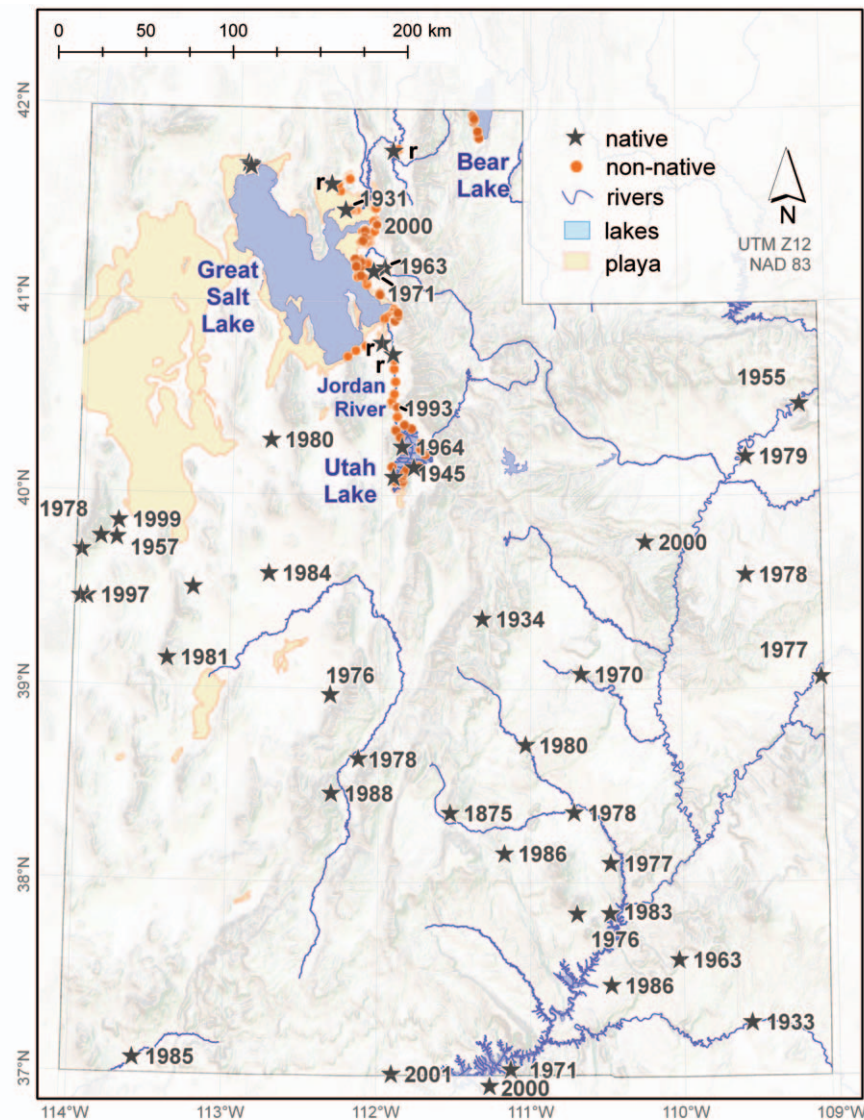 0 50 100 200 km
42°N
native
non-native
rivers
lakes
playa
N
UTM Z12
NAD 83
Bear
Lake
r
r
1931
2000
1963
1971
Great
Salt
Lake
41°N
r
Jordan
River
1993
1955
1980
1964
1979
Utah
Lake
1945
40°N
1978
1999
1957
2000
1984
1978
1997
1934
1981
1977
1976
1970
39°N
1980
1978
1988
1875
1978
1986
1977
38°N
1983
1976
1963
1986
1933
1985
37°N
2001
1971
2000
114°W 113°W 112°W 111°W 110°W 109°W